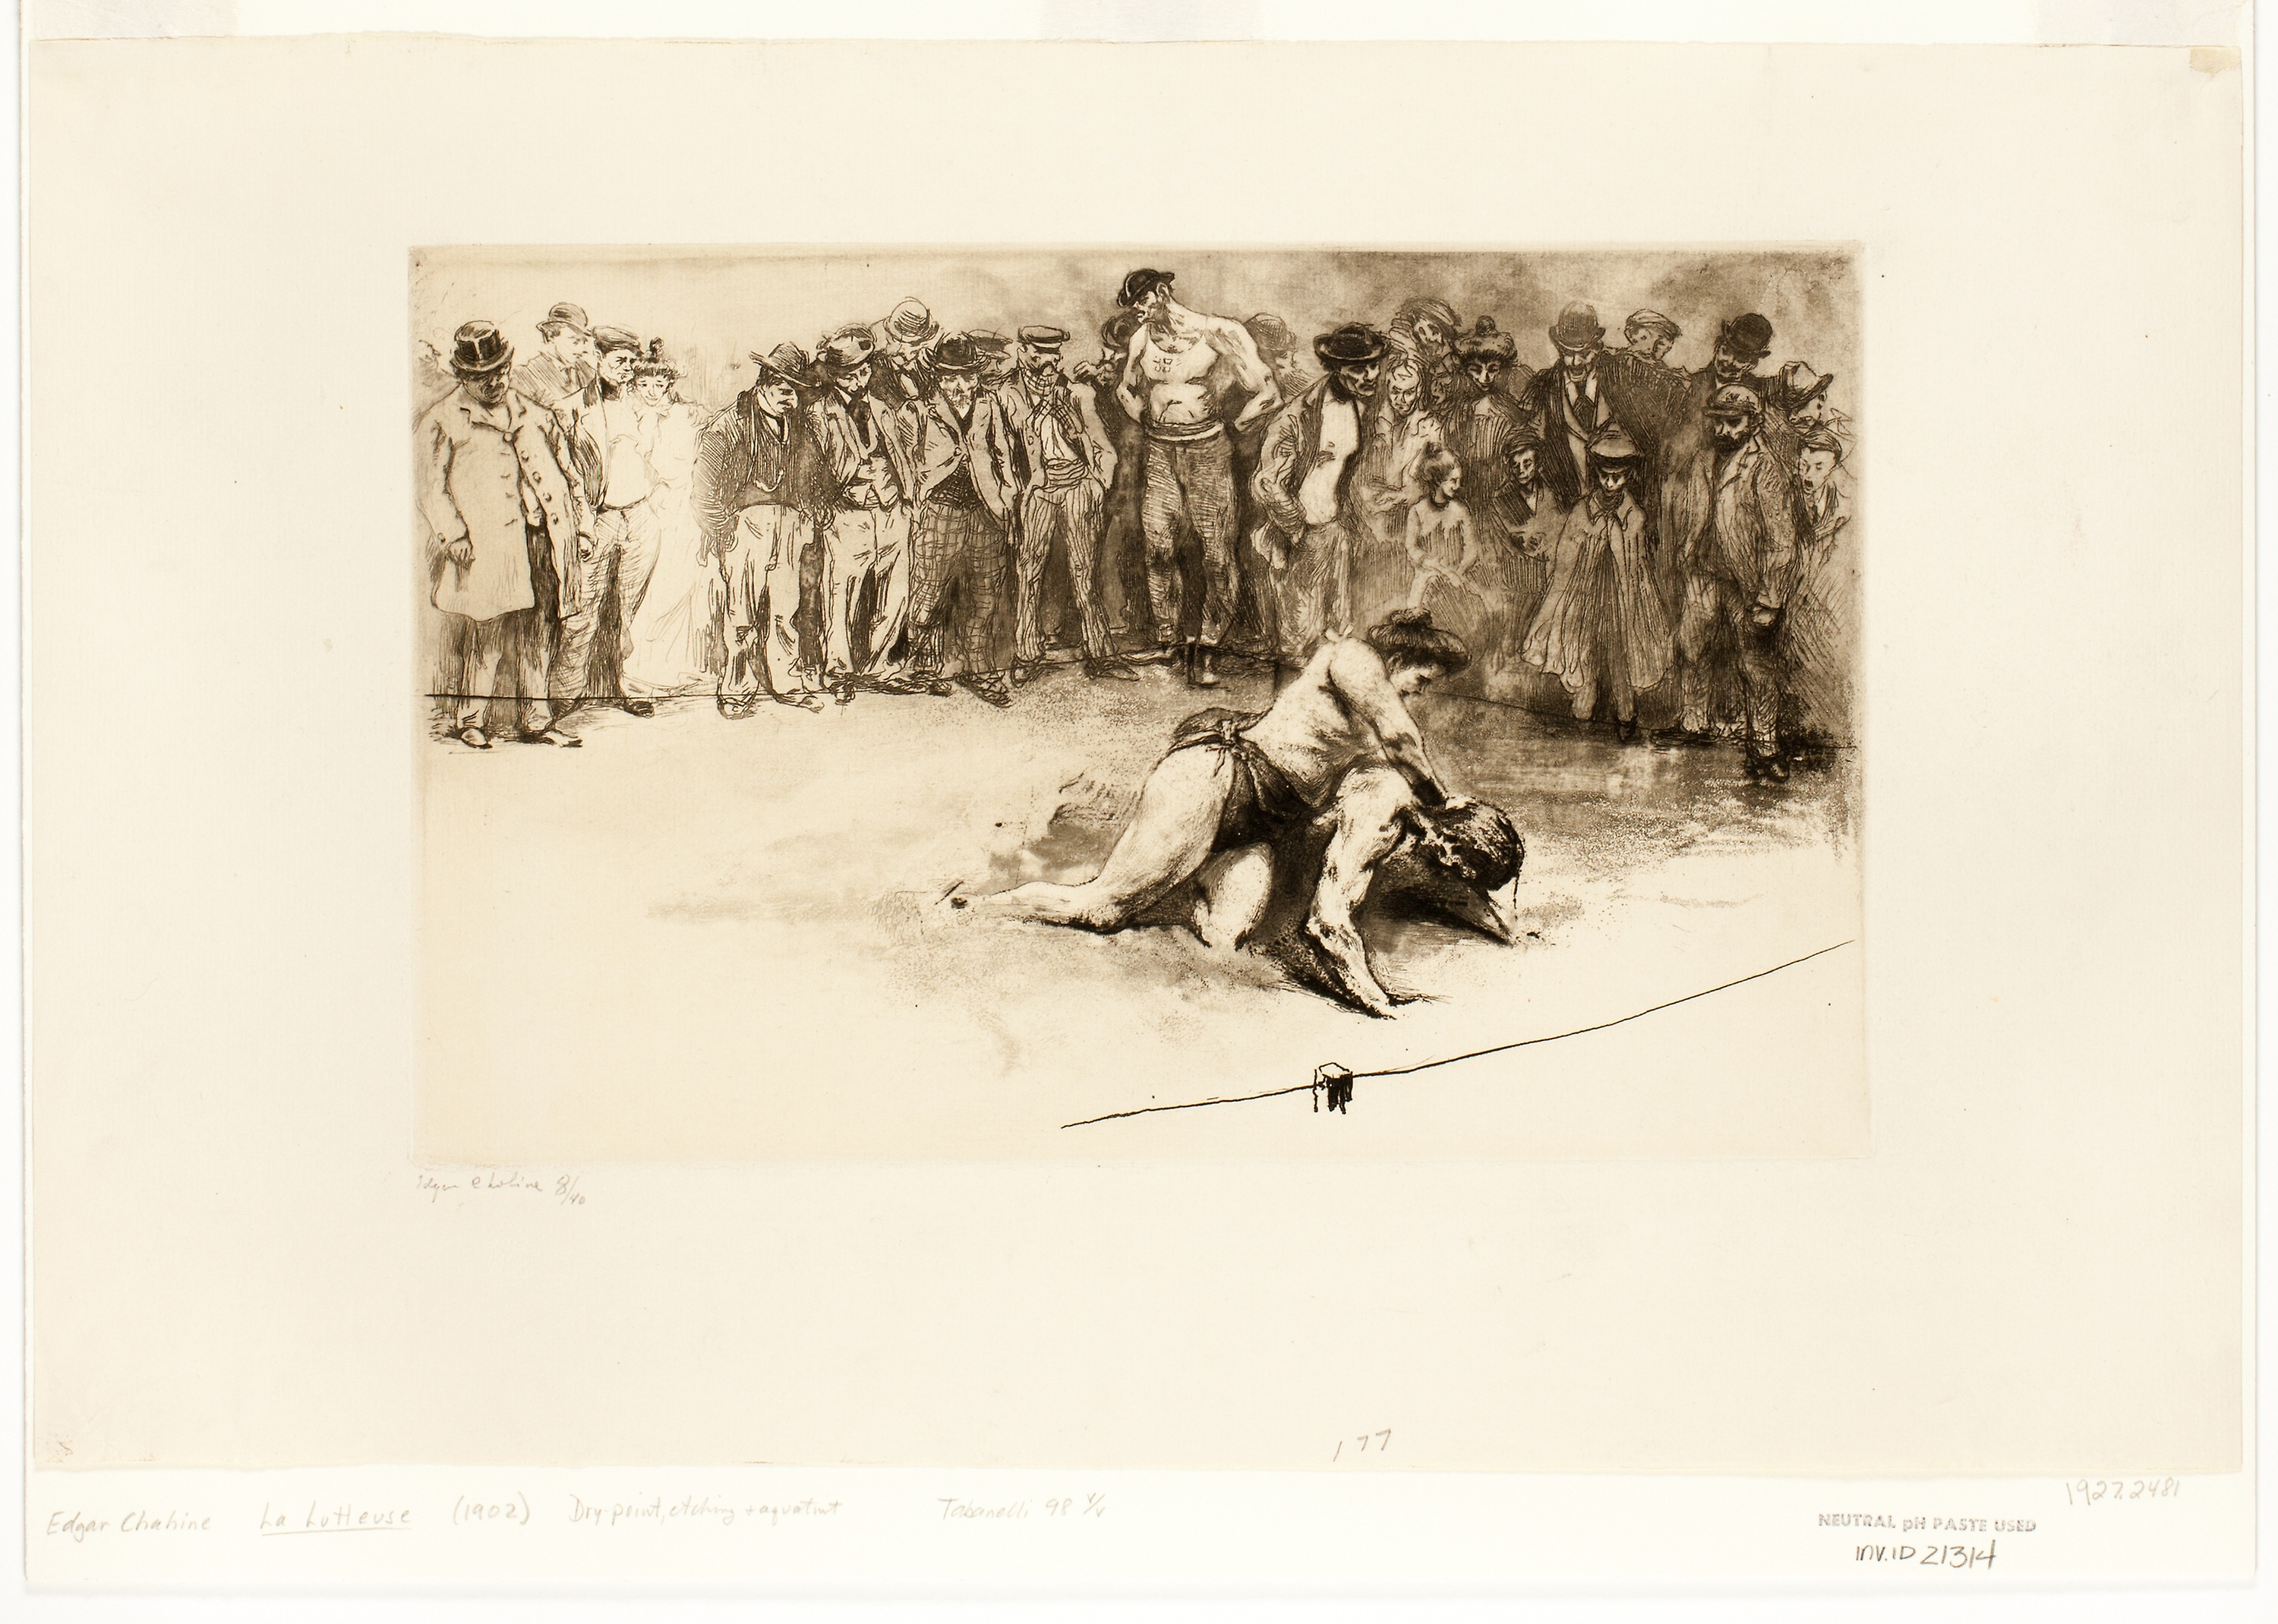 Edgar Chahine 8/40
177
1927.2481
Edgar Chahine La Lutteuse (1902) Dry-point, etching + aquatint Tabanelli 98 V/V
NEUTRAL pH PASTE USED
INV.ID 21314